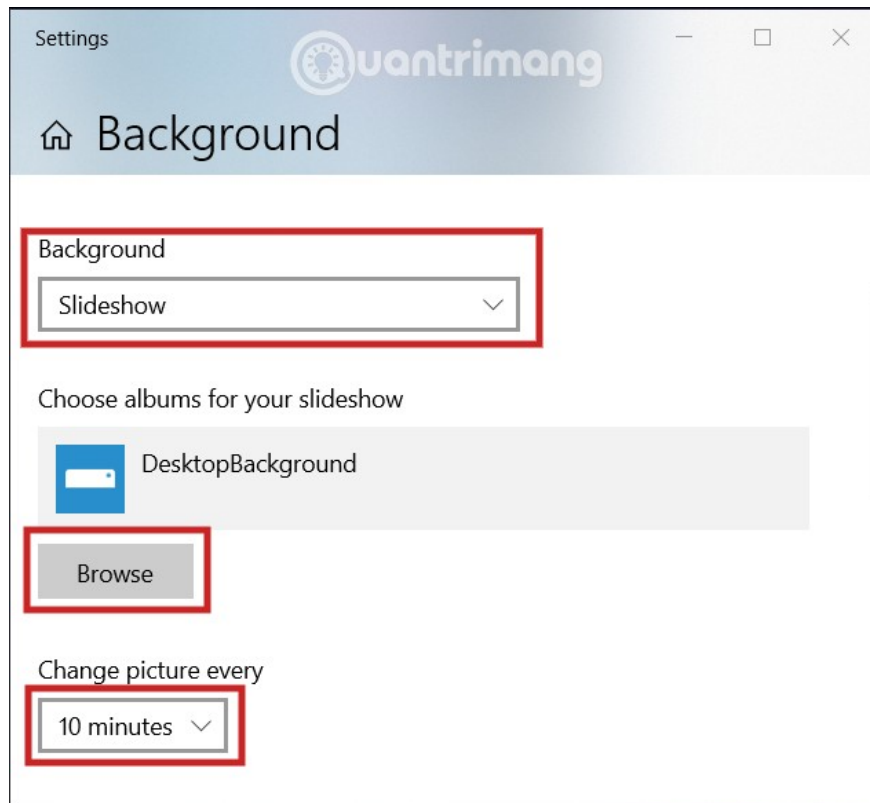 Settings
Quantrimang
Background
Background
Slideshow
Choose albums for your slideshow
DesktopBackground
Browse
Change picture every
10 minutes